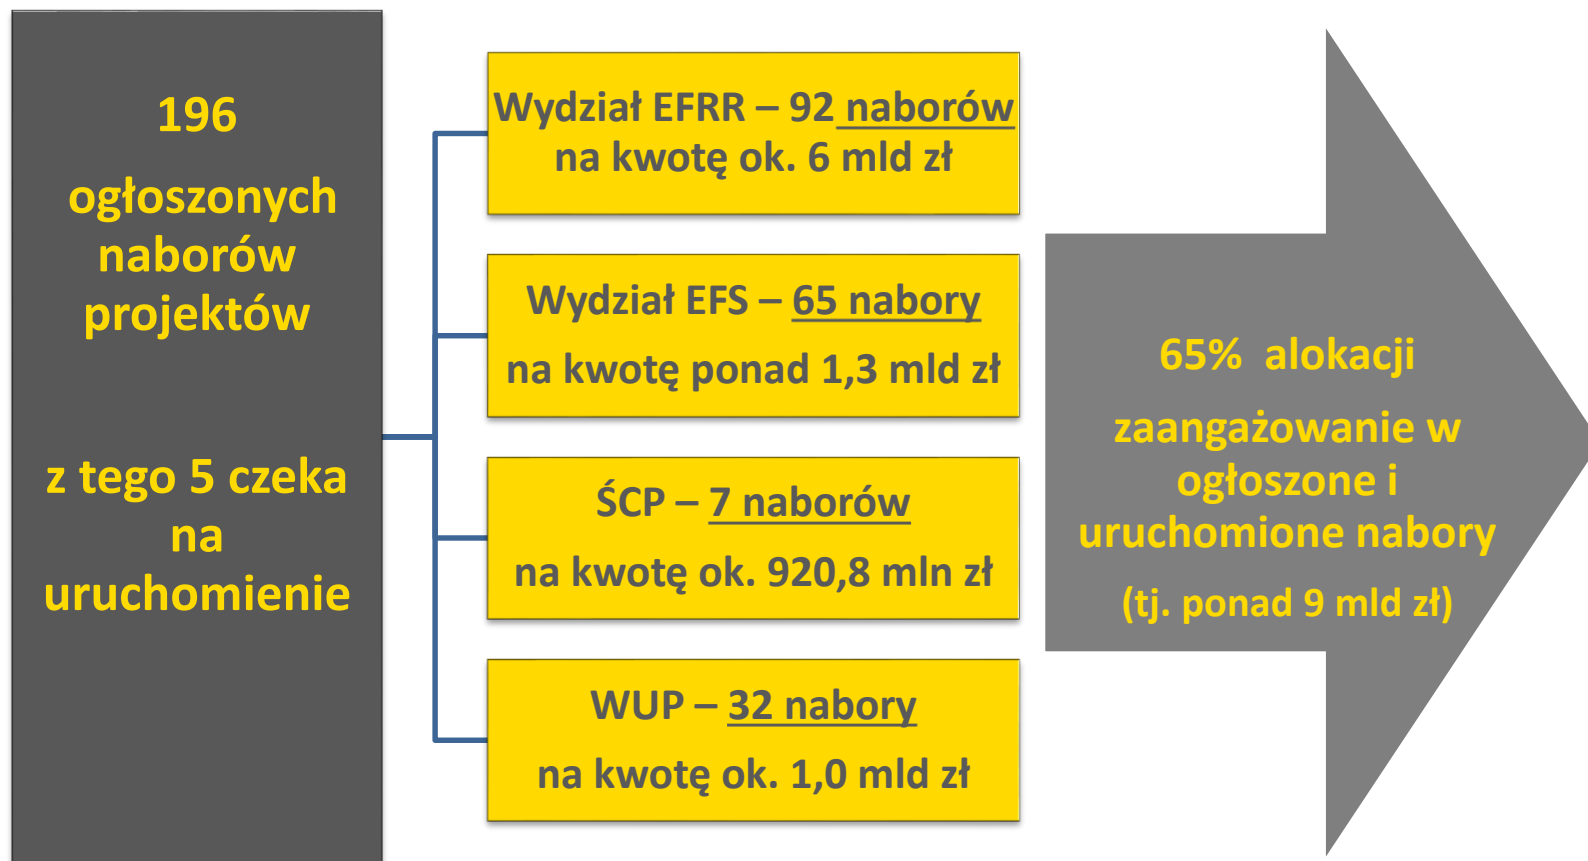 196
ogłoszonych
naborów
projektów
z tego 5 czeka
na
uruchomienie
Wydział EFRR – 92 naborów
na kwotę ok. 6 mld zł
Wydział EFS – 65 nabory
na kwotę ponad 1,3 mld zł
ŚCP – 7 naborów
na kwotę ok. 920,8 mln zł
WUP – 32 nabory
na kwotę ok. 1,0 mld zł
65% alokacji
zaangażowanie w
ogłoszone i
uruchomione nabory
(tj. ponad 9 mld zł)